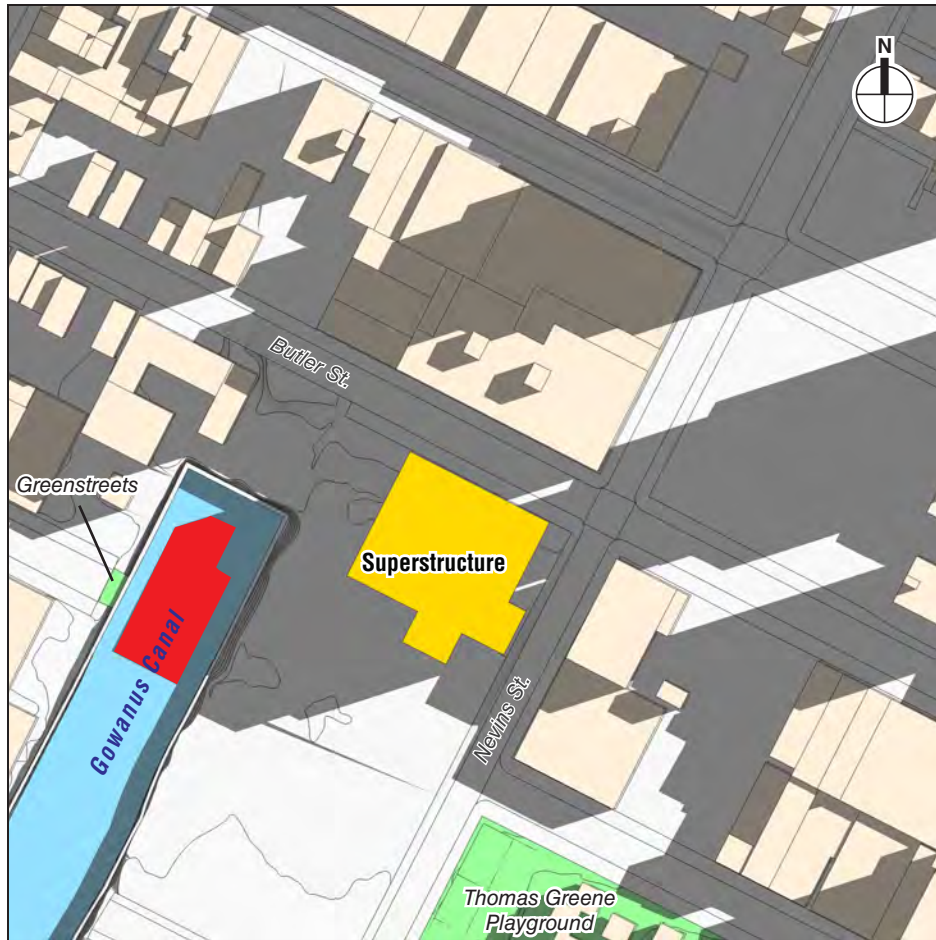 N
Butler St.
Greenstreets
Superstructure
Gowanus Canal
Nevins St.
Thomas Greene
Playground